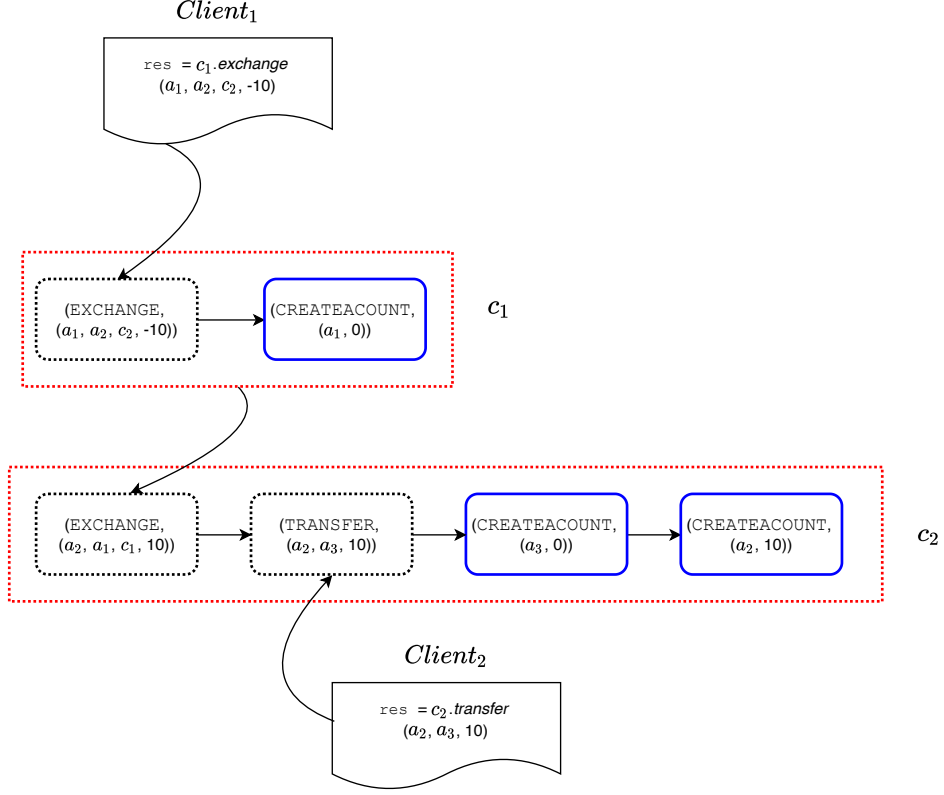 Client₁
res = c₁.exchange
(a₁, a₂, c₂, -10)
(EXCHANGE,
(a₁, a₂, c₂, -10))
(CREATEACOUNT,
(a₁, 0))
c₁
(EXCHANGE,
(a₂, a₁, c₁, 10))
(TRANSFER,
(a₂, a₃, 10))
(CREATEACOUNT,
(a₃, 0))
(CREATEACOUNT,
(a₂, 10))
c₂
Client₂
res = c₂.transfer
(a₂, a₃, 10)